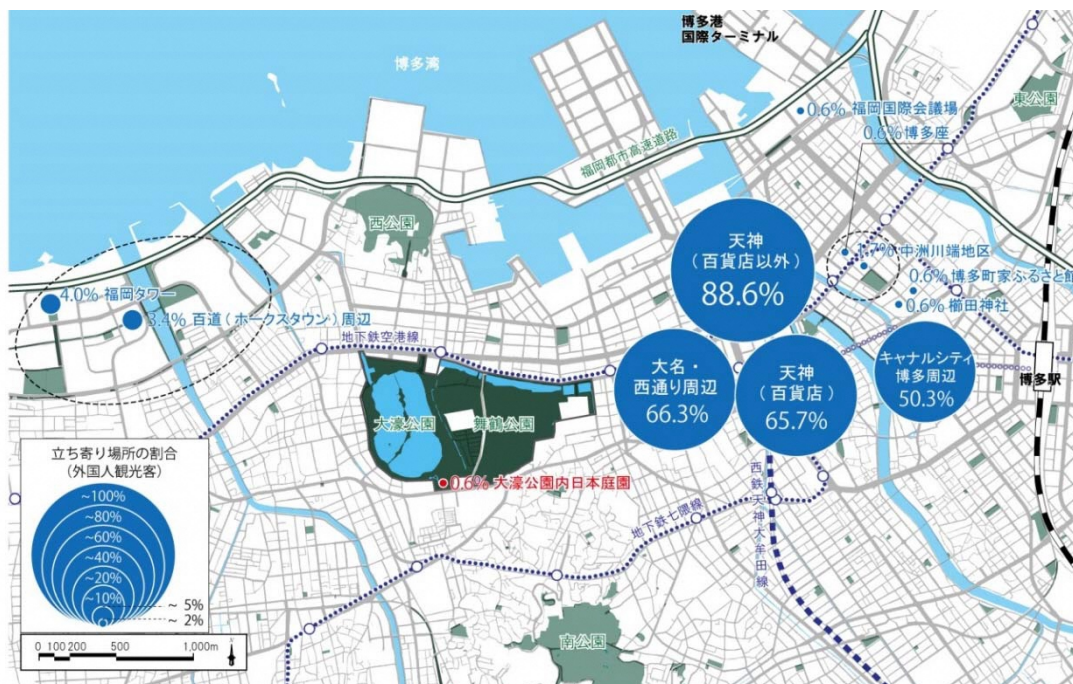 博多港
国際ターミナル
博多湾
東公園
0.6% 福岡国際会議場
0.6% 博多座
福岡都市高速道路
西公園
天神
（百貨店以外）
88.6%
1.7% 中洲川端地区
0.6% 博多町家ふるさと館
0.6% 櫛田神社
4.0% 福岡タワー
3.4% 百道（ホークスタウン）周辺
地下鉄空港線
大名・
西通り周辺
66.3%
天神
（百貨店）
65.7%
キャナルシティ
博多周辺
50.3%
博多駅
大濠公園
舞鶴公園
0.6% 大濠公園内日本庭園
西鉄天神大牟田線
地下鉄七隈線
南公園
立ち寄り場所の割合
（外国人観光客）
~100%
~80%
~60%
~40%
~20%
~10%
~ 5%
~ 2%
0 100 200 500 1,000m